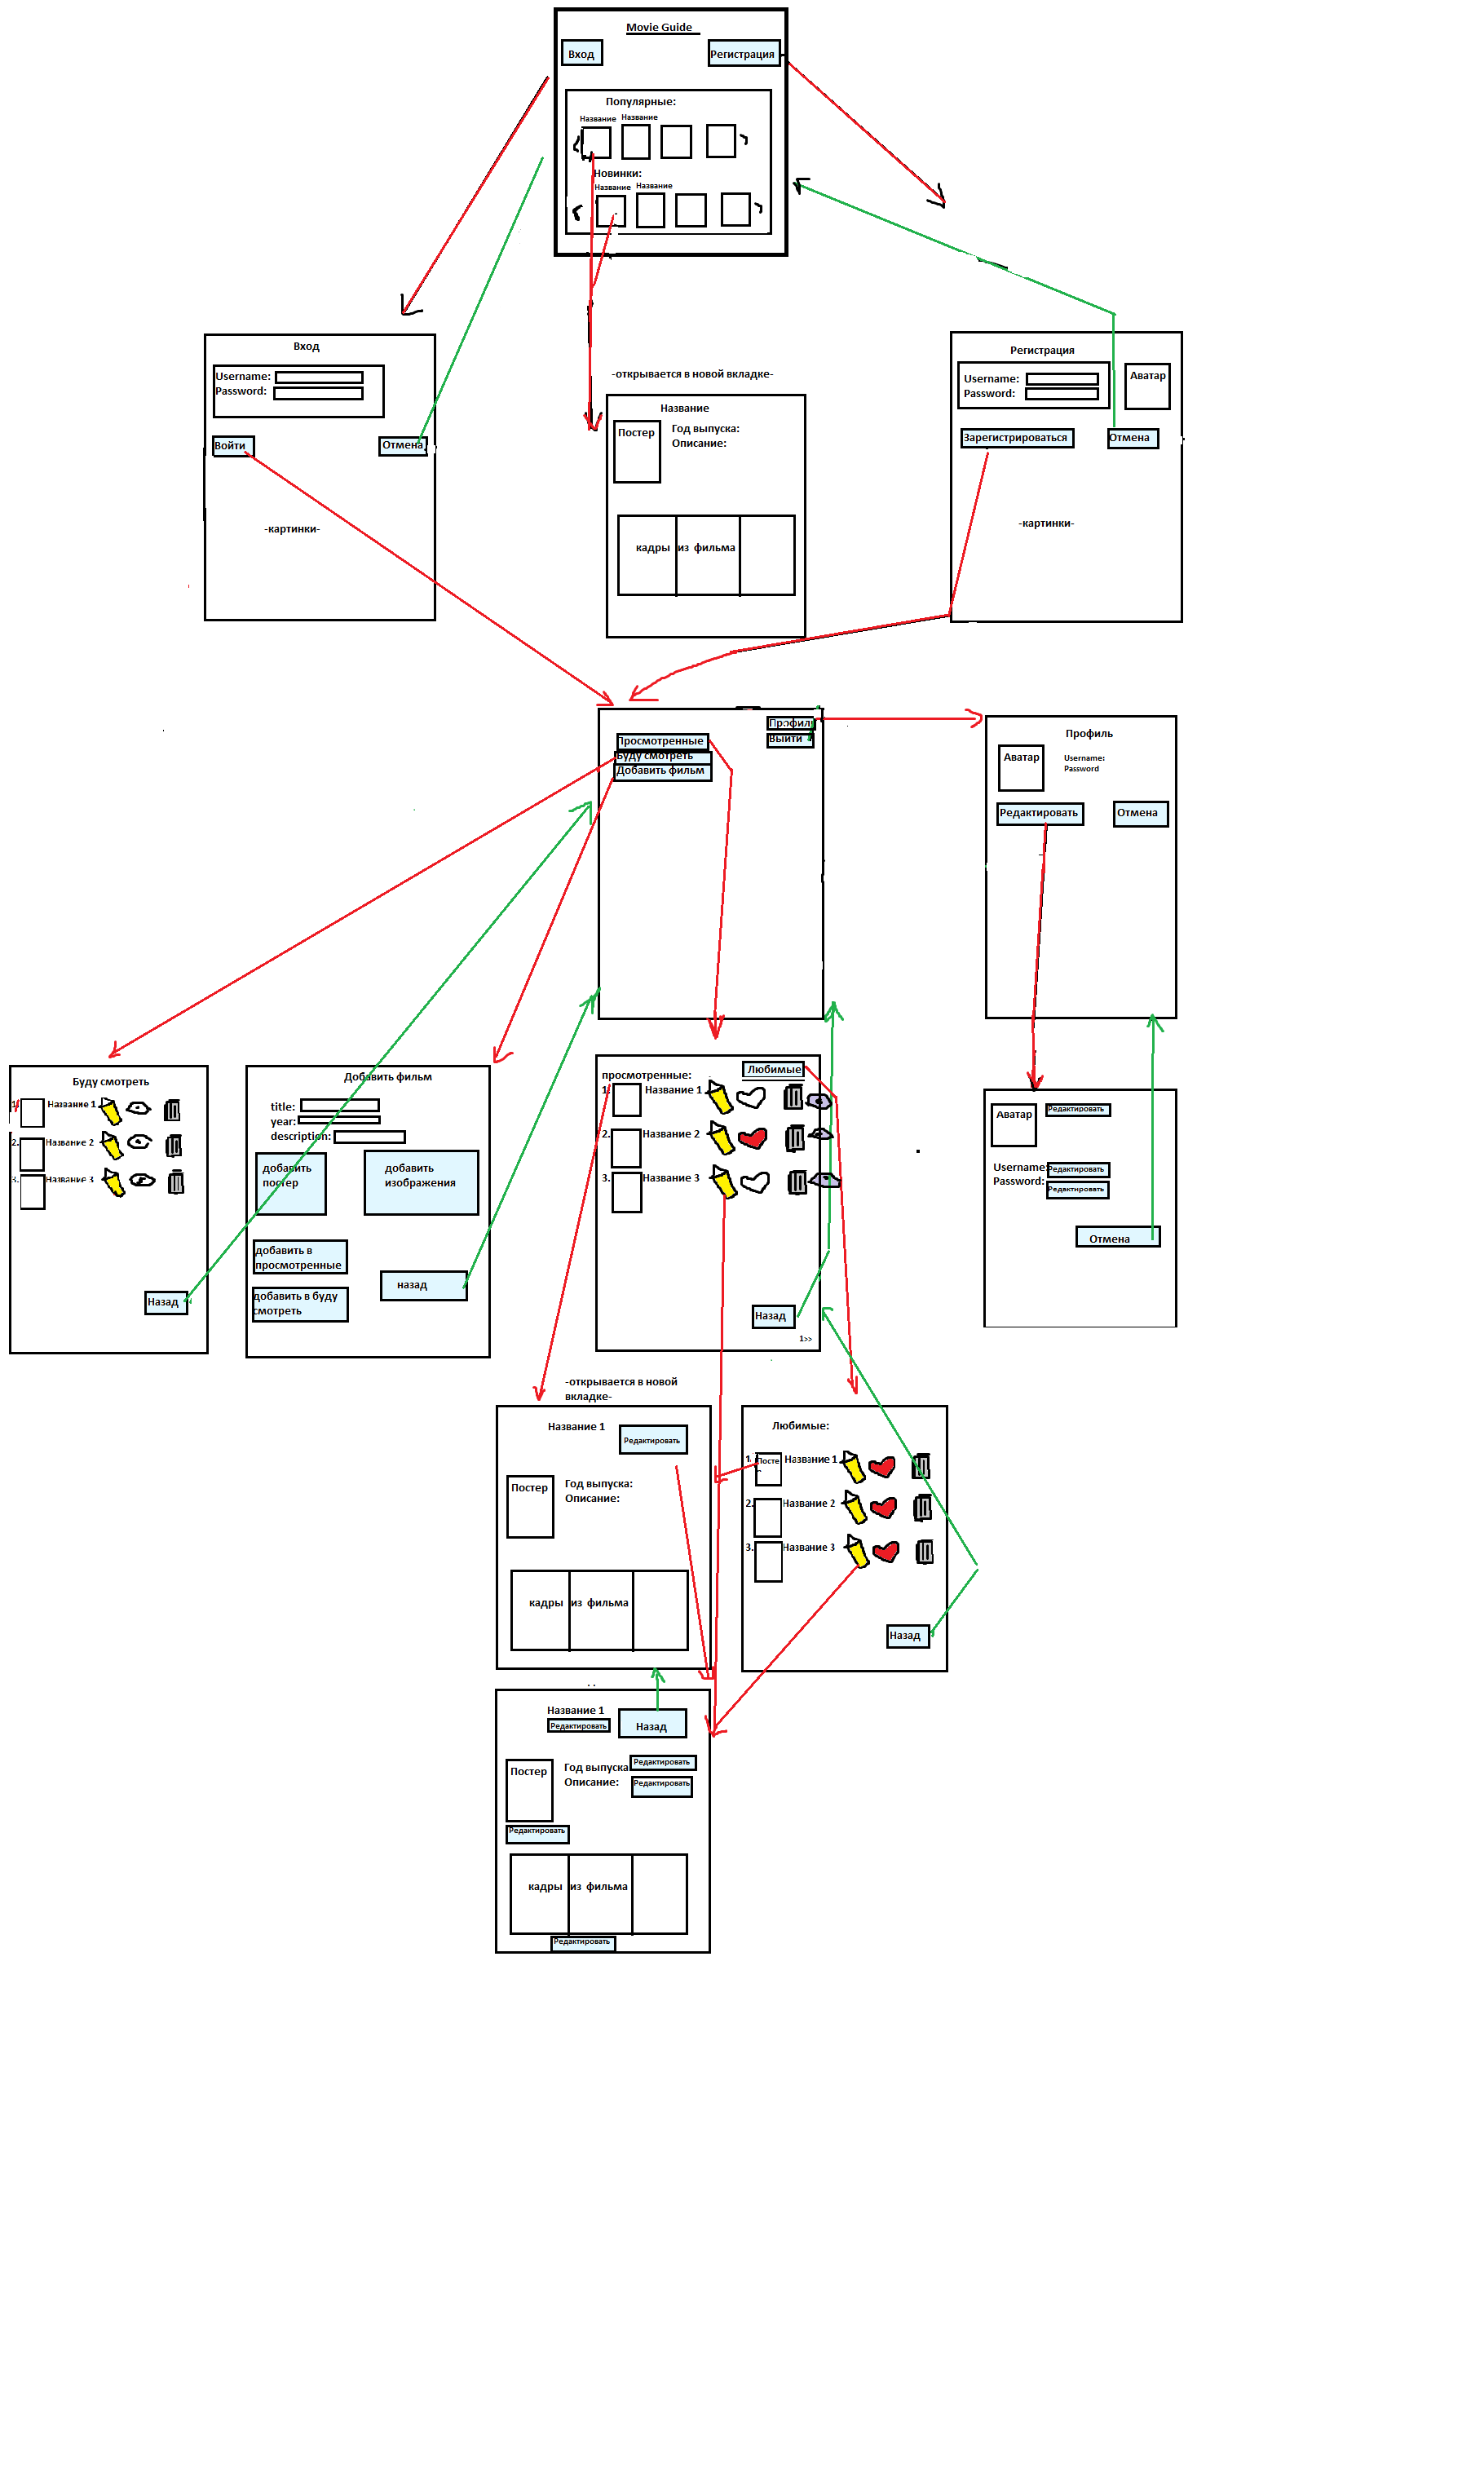 Movie Guide
Вход
Регистрация
Популярные:
Название
Название
Новинки:
Название
Название
Вход
Username:
Password:
Войти
Отмена
-картинки-
-открывается в новой вкладке-
Название
Постер
Год выпуска:
Описание:
кадры из фильма
Регистрация
Username:
Password:
Аватар
Зарегистрироваться
Отмена
-картинки-
Профиль
Выйти
Просмотренные
Буду смотреть
Добавить фильм
Профиль
Аватар
Username:
Password
Редактировать
Отмена
Буду смотреть
1. Название 1
2. Название 2
3. Название 3
Назад
Добавить фильм
title:
year:
description:
добавить
постер
добавить
изображения
добавить в
просмотренные
добавить в буду
смотреть
назад
просмотренные:
Любимые
1. Название 1
2. Название 2
3. Название 3
Назад
1>>
Аватар
Редактировать
Username:
Редактировать
Password:
Редактировать
Отмена
-открывается в новой
вкладке-
Название 1
Редактировать
Постер
Год выпуска:
Описание:
кадры из фильма
Любимые:
1. Посте Название 1
2. Название 2
3. Название 3
Назад
Название 1
Редактировать
Назад
Постер
Год выпуска
Редактировать
Описание:
Редактировать
Редактировать
кадры из фильма
Редактировать